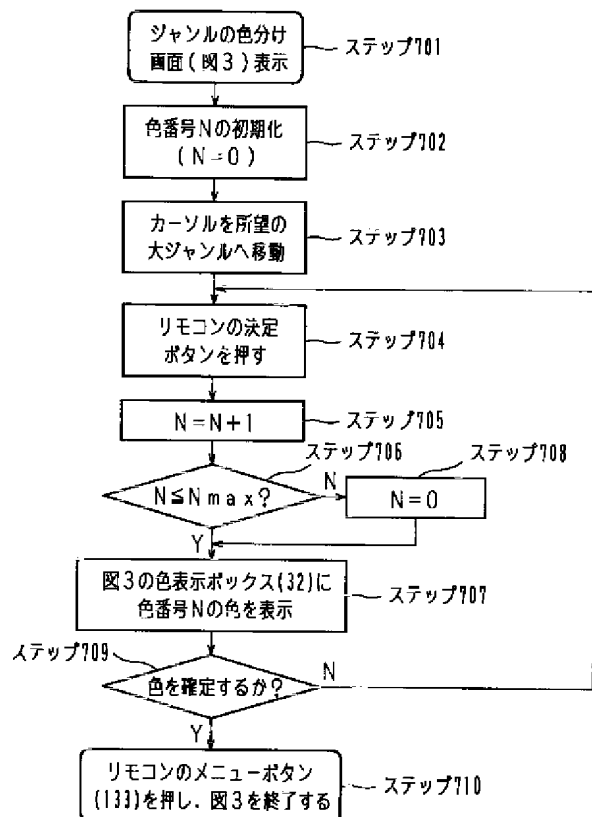 ジャンルの色分け
画面(図3)表示
ステップ701
色番号Nの初期化
(N=0)
ステップ702
カーソルを所望の
大ジャンルへ移動
ステップ703
リモコンの決定
ボタンを押す
ステップ704
N=N+1
ステップ705
ステップ706
N≦Nmax?
N
ステップ708
N=0
Y
図3の色表示ボックス(32)に
色番号Nの色を表示
ステップ707
ステップ709
色を確定するか?
N
Y
リモコンのメニューボタン
(133)を押し、図3を終了する
ステップ710